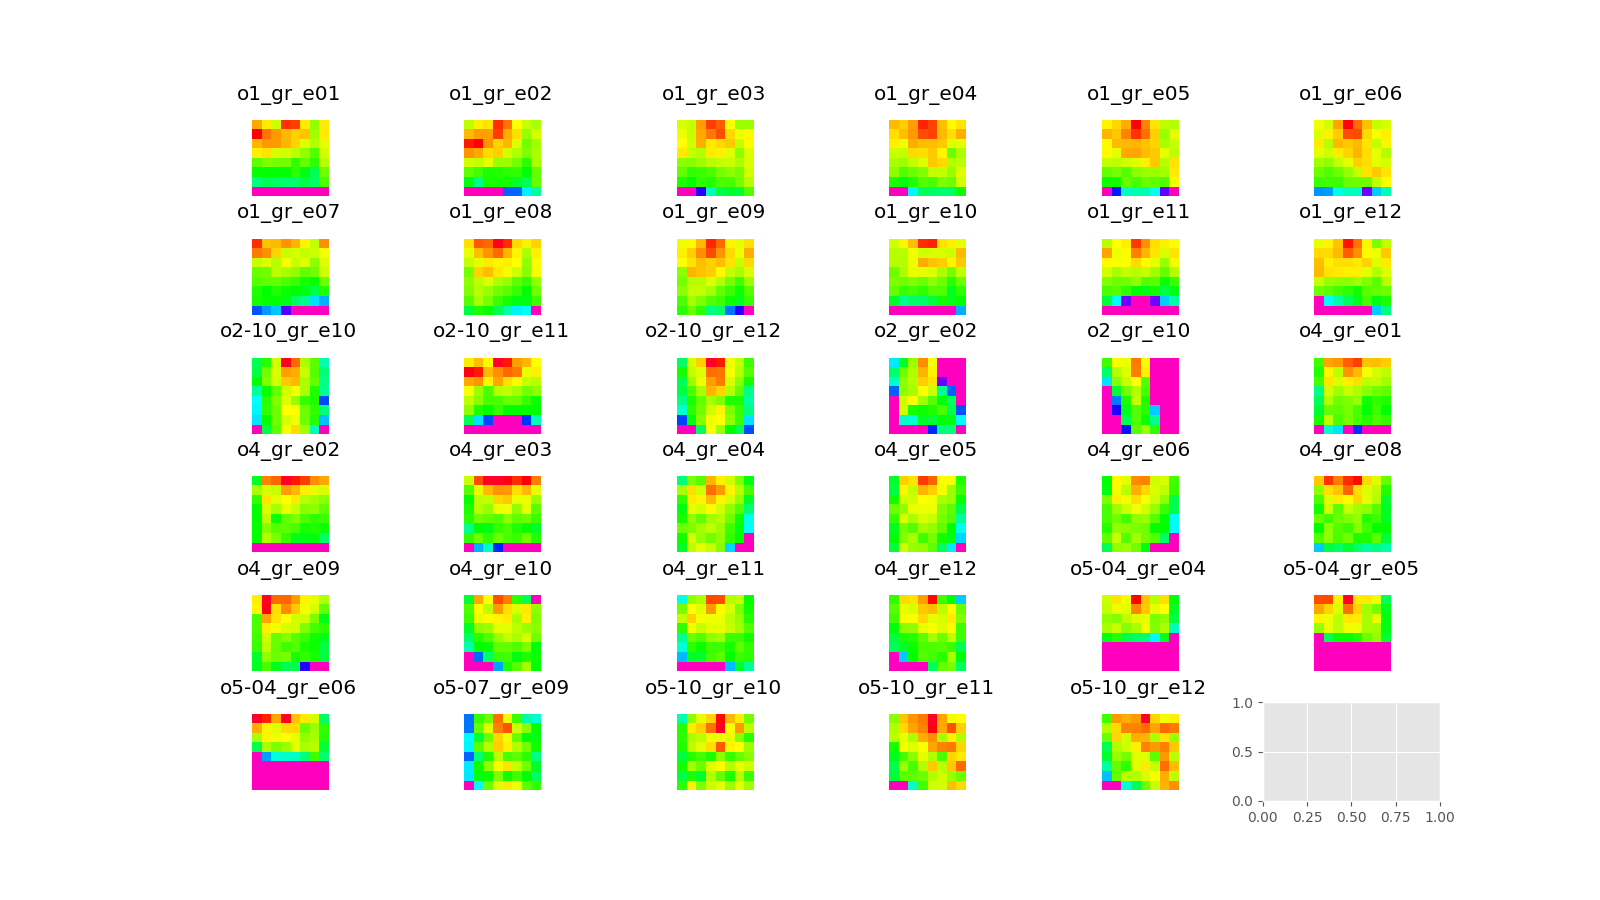 o1_gr_e01 o1_gr_e02 o1_gr_e03 o1_gr_e04 o1_gr_e05 o1_gr_e06
o1_gr_e07 o1_gr_e08 o1_gr_e09 o1_gr_e10 o1_gr_e11 o1_gr_e12
o2-10_gr_e10 o2-10_gr_e11 o2-10_gr_e12 o2_gr_e02 o2_gr_e10 o4_gr_e01
o4_gr_e02 o4_gr_e03 o4_gr_e04 o4_gr_e05 o4_gr_e06 o4_gr_e08
o4_gr_e09 o4_gr_e10 o4_gr_e11 o4_gr_e12 o5-04_gr_e04 o5-04_gr_e05
o5-04_gr_e06 o5-07_gr_e09 o5-10_gr_e10 o5-10_gr_e11 o5-10_gr_e12
1.0
0.5
0.0
0.00 0.25 0.50 0.75 1.00